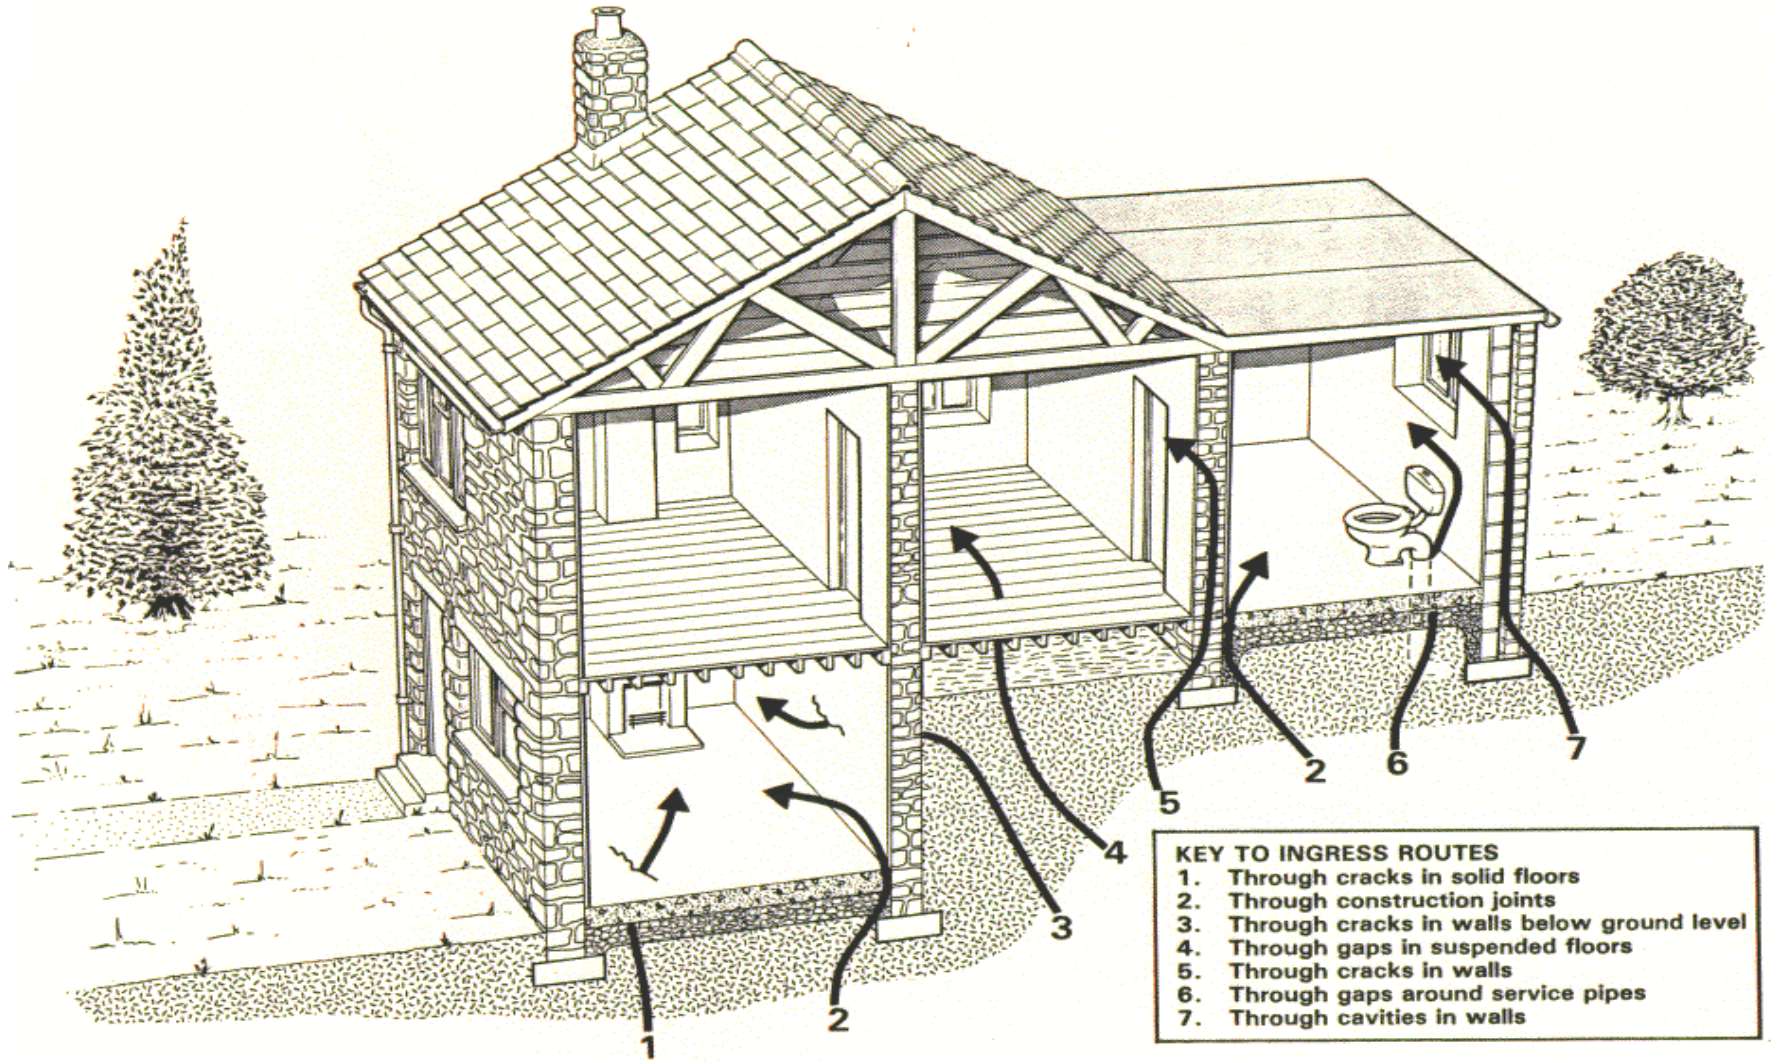 2
5
6
7
4
3
1
2
KEY TO INGRESS ROUTES
1. Through cracks in solid floors
2. Through construction joints
3. Through cracks in walls below ground level
4. Through gaps in suspended floors
5. Through cracks in walls
6. Through gaps around service pipes
7. Through cavities in walls